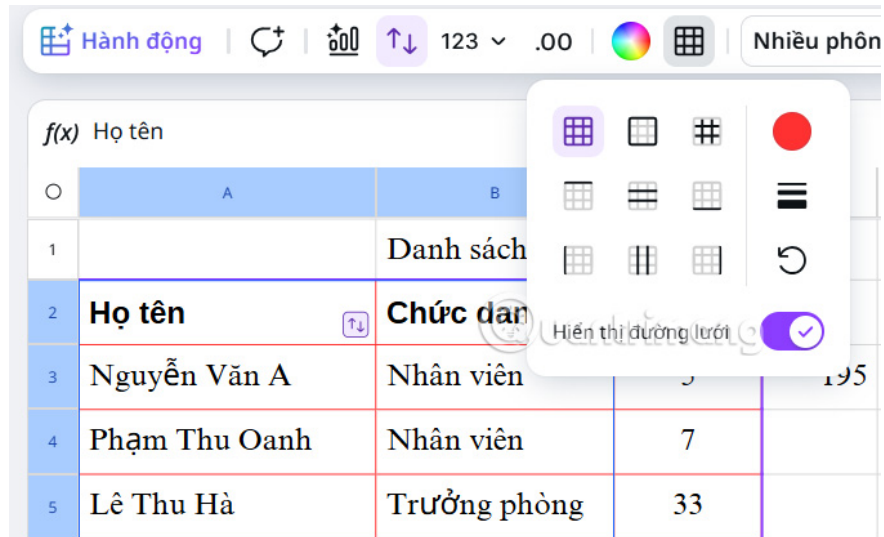 Hành động 123 .00 Nhiều phôn
f(x) Họ tên
A B
1 Danh sách
2 Họ tên Chức dan
Hiển thị đường lưới
3 Nguyễn Văn A Nhân viên 5 195
4 Phạm Thu Oanh Nhân viên 7
5 Lê Thu Hà Trưởng phòng 33